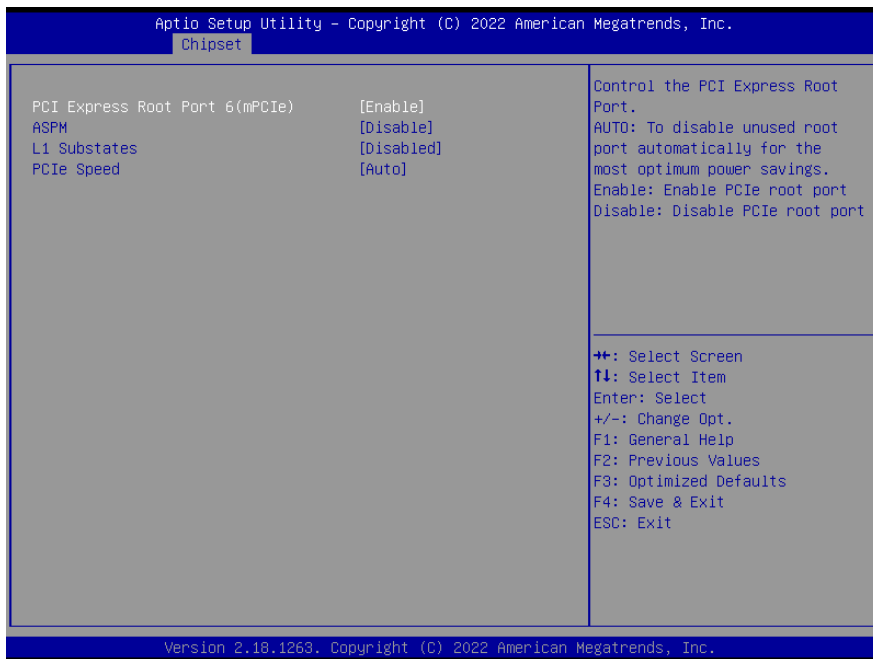 Aptio Setup Utility – Copyright (C) 2022 American Megatrends, Inc.
Chipset
PCI Express Root Port 6(mPCIe) [Enable]
ASPM [Disable]
L1 Substates [Disabled]
PCIe Speed [Auto]
Control the PCI Express Root
Port.
AUTO: To disable unused root
port automatically for the
most optimum power savings.
Enable: Enable PCIe root port
Disable: Disable PCIe root port
→←: Select Screen
↑↓: Select Item
Enter: Select
+/-: Change Opt.
F1: General Help
F2: Previous Values
F3: Optimized Defaults
F4: Save & Exit
ESC: Exit
Version 2.18.1263. Copyright (C) 2022 American Megatrends, Inc.